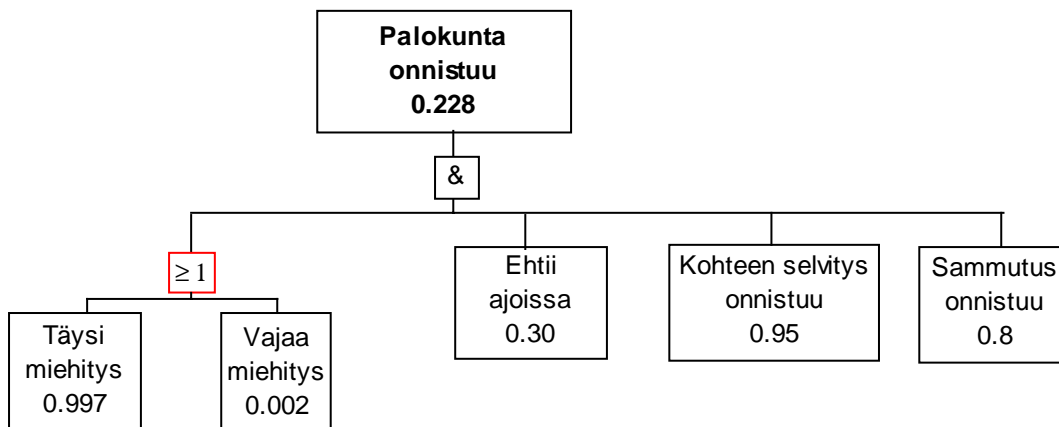 Palokunta
onnistuu
0.228
&
≥ 1
Täysi
miehitys
0.997
Vajaa
miehitys
0.002
Ehtii
ajoissa
0.30
Kohteen selvitys
onnistuu
0.95
Sammutus
onnistuu
0.8